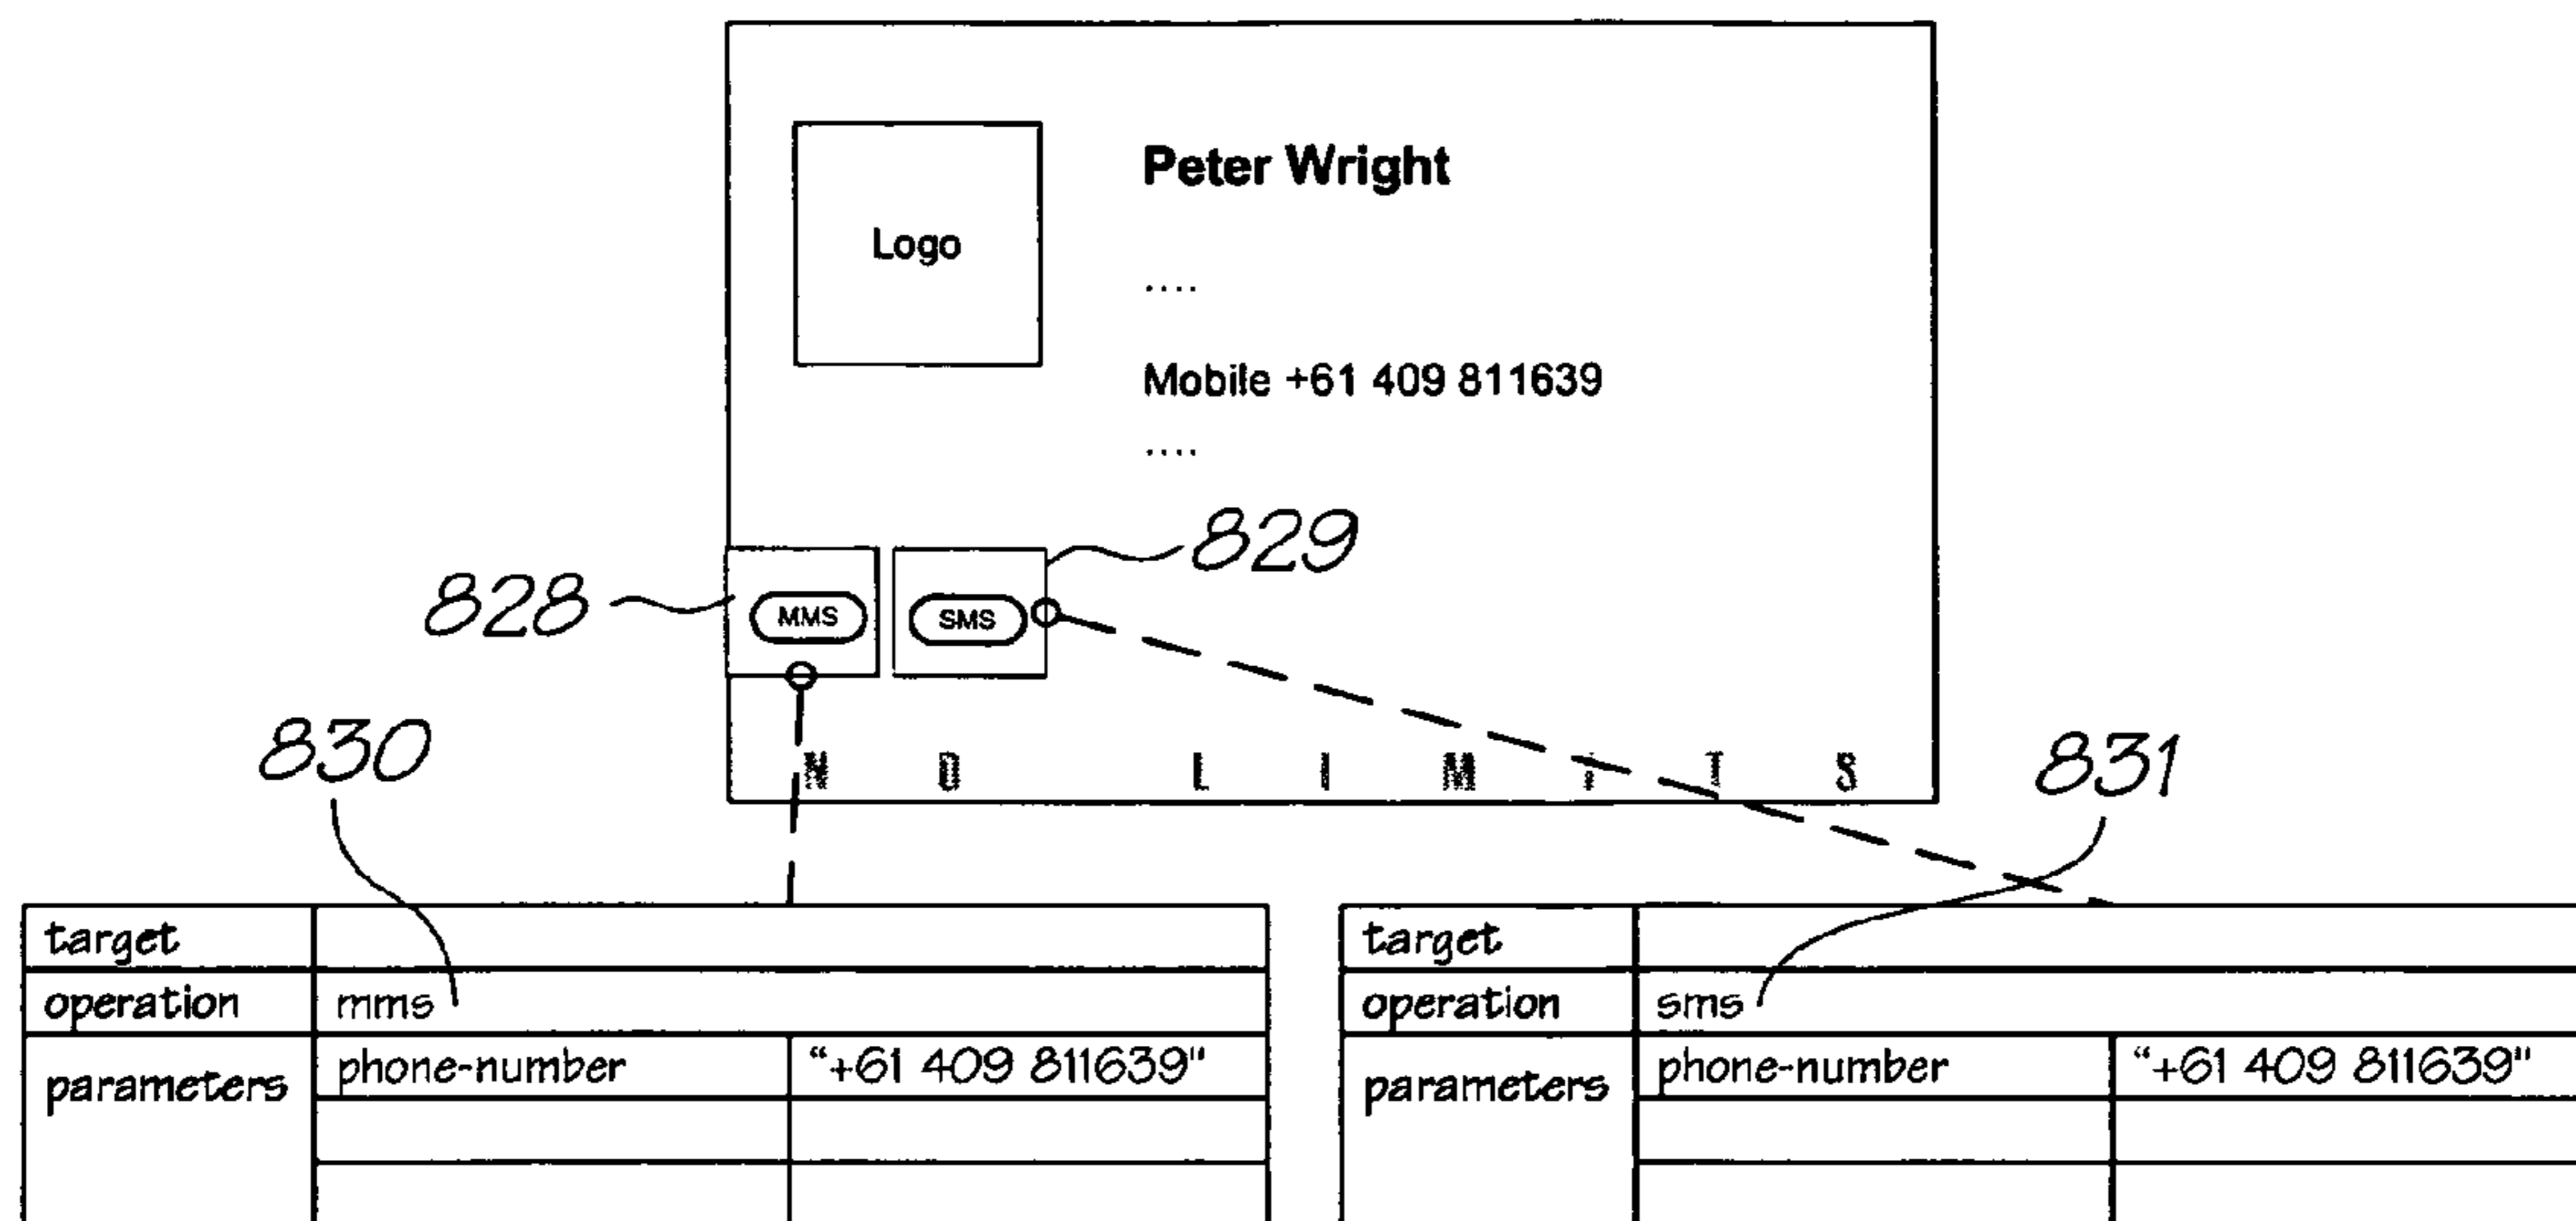 Peter Wright
Logo
....
Mobile +61 409 811639
....
829
828
MMS SMS
830
N O L I M I T S
831
target target
operation mms operation sms
parameters phone-number "+61 409 811639" parameters phone-number "+61 409 811639"